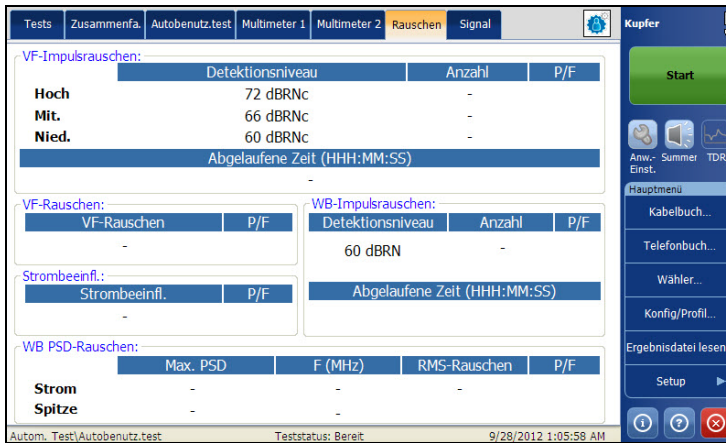 Tests Zusammenfa. Autobenutz.test Multimeter 1 Multimeter 2 Rauschen Signal
VF-Impulsrauschen:
Detektionsniveau Anzahl P/F
Hoch 72 dBRNc -
Mit. 66 dBRNc -
Nied. 60 dBRNc -
Abgelaufene Zeit (HHH:MM:SS)
-
VF-Rauschen:
VF-Rauschen P/F
-
WB-Impulsrauschen:
Detektionsniveau Anzahl P/F
60 dBRN -
Abgelaufene Zeit (HHH:MM:SS)
Strombeeinfl.:
Strombeeinfl. P/F
-
WB PSD-Rauschen:
Max. PSD F (MHz) RMS-Rauschen P/F
Strom - - -
Spitze - -
Autom. Test\Autobenutz.test Teststatus: Bereit 9/28/2012 1:05:58 AM
Kupfer
Start
Anw.- Summer TDR
Einst.
Hauptmenü
Kabelbuch...
Telefonbuch...
Wähler...
Konfig/Profil...
Ergebnisdatei lesen
Setup